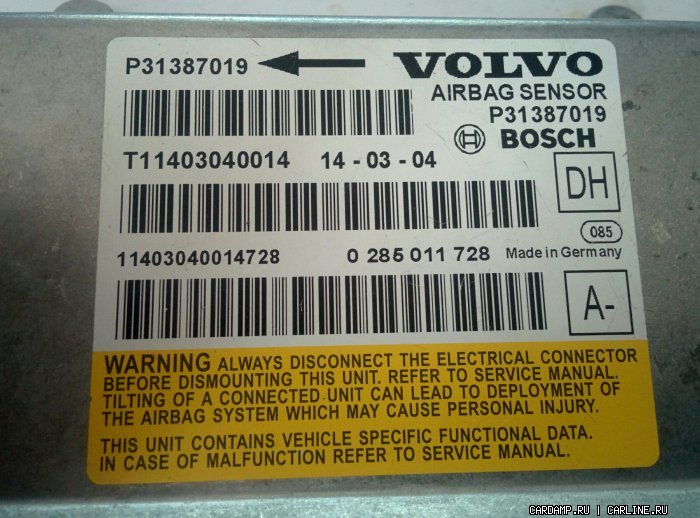 P31387019 VOLVO
AIRBAG SENSOR
P31387019
BOSCH
T11403040014 14 - 03 - 04
DH
085
11403040014728 0 285 011 728 Made in Germany
A-
WARNING ALWAYS DISCONNECT THE ELECTRICAL CONNECTOR
BEFORE DISMOUNTING THIS UNIT. REFER TO SERVICE MANUAL.
TILTING OF A CONNECTED UNIT CAN LEAD TO DEPLOYMENT OF
THE AIRBAG SYSTEM WHICH MAY CAUSE PERSONAL INJURY.
THIS UNIT CONTAINS VEHICLE SPECIFIC FUNCTIONAL DATA.
IN CASE OF MALFUNCTION REFER TO SERVICE MANUAL.
CARDAMP.RU | CARLINE.RU